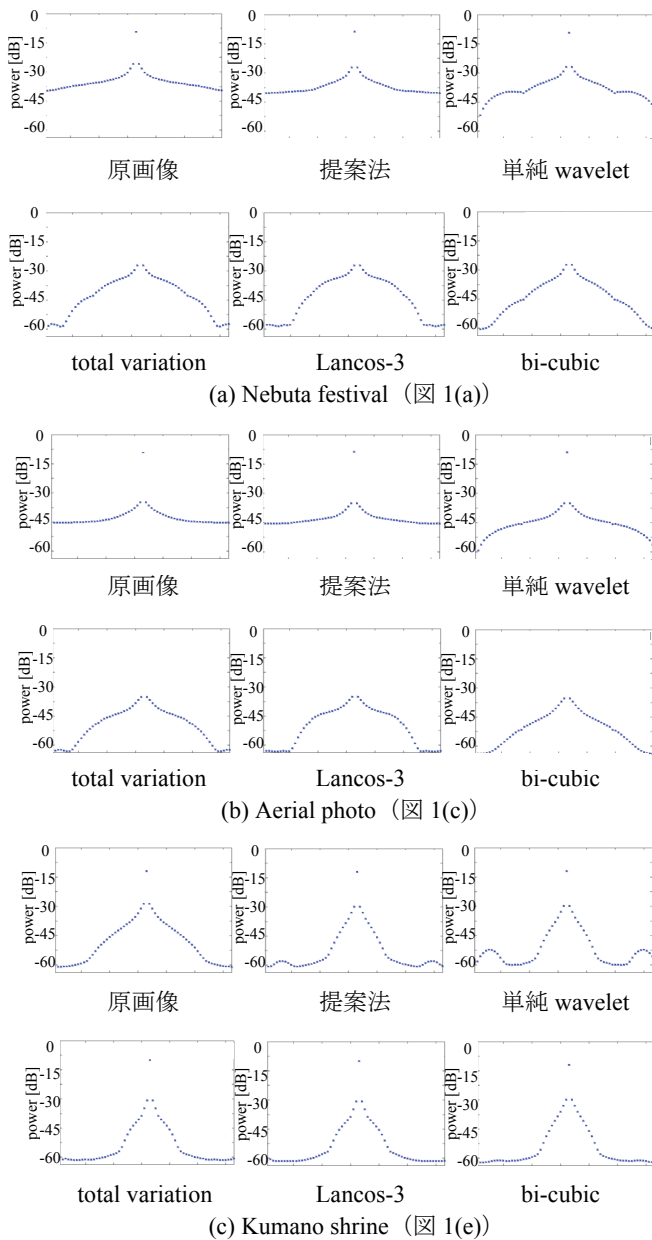 0 0 0
-15 -15 -15
-30 -30 -30
-45 -45 -45
-60 -60 -60
power [dB] power [dB] power [dB]
原画像 提案法 単純 wavelet
0 0 0
-15 -15 -15
-30 -30 -30
-45 -45 -45
-60 -60 -60
power [dB] power [dB] power [dB]
total variation Lancos-3 bi-cubic
(a) Nebuta festival（図 1(a)）
0 0 0
-15 -15 -15
-30 -30 -30
-45 -45 -45
-60 -60 -60
power [dB] power [dB] power [dB]
原画像 提案法 単純 wavelet
0 0 0
-15 -15 -15
-30 -30 -30
-45 -45 -45
-60 -60 -60
power [dB] power [dB] power [dB]
total variation Lancos-3 bi-cubic
(b) Aerial photo（図 1(c)）
0 0 0
-15 -15 -15
-30 -30 -30
-45 -45 -45
-60 -60 -60
power [dB] power [dB] power [dB]
原画像 提案法 単純 wavelet
0 0 0
-15 -15 -15
-30 -30 -30
-45 -45 -45
-60 -60 -60
power [dB] power [dB] power [dB]
total variation Lancos-3 bi-cubic
(c) Kumano shrine（図 1(e)）